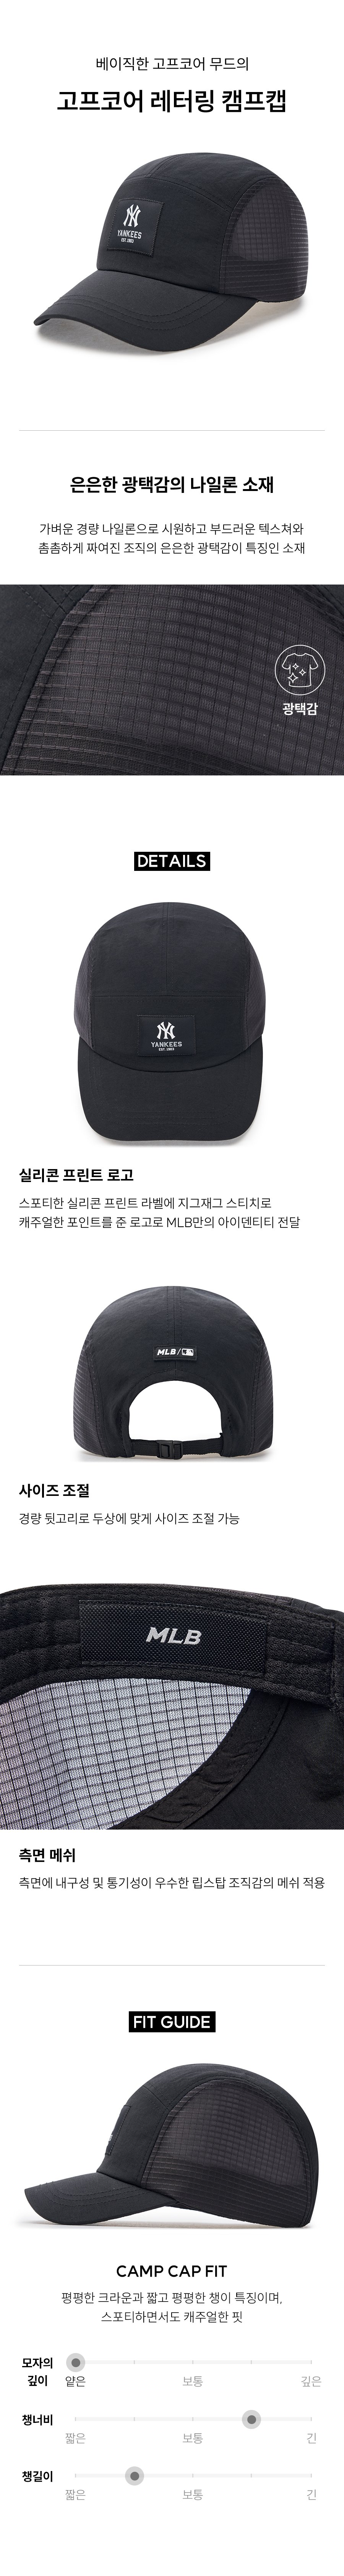 베이직한 고프코어 무드의
고프코어 레터링 캠프캡
NY
YANKEES
EST. 1903
은은한 광택감의 나일론 소재
가벼운 경량 나일론으로 시원하고 부드러운 텍스쳐와
촘촘하게 짜여진 조직의 은은한 광택감이 특징인 소재
광택감
DETAILS
NY
YANKEES
EST. 1903
실리콘 프린트 로고
스포티한 실리콘 프린트 라벨에 지그재그 스티치로
캐주얼한 포인트를 준 로고로 MLB만의 아이덴티티 전달
MLB /
사이즈 조절
경량 뒷고리로 두상에 맞게 사이즈 조절 가능
MLB
측면 메쉬
측면에 내구성 및 통기성이 우수한 립스탑 조직감의 메쉬 적용
FIT GUIDE
CAMP CAP FIT
평평한 크라운과 짧고 평평한 챙이 특징이며,
스포티하면서도 캐주얼한 핏
모자의
깊이
얕은 보통 깊은
챙너비
짧은 보통 긴
챙길이
짧은 보통 긴